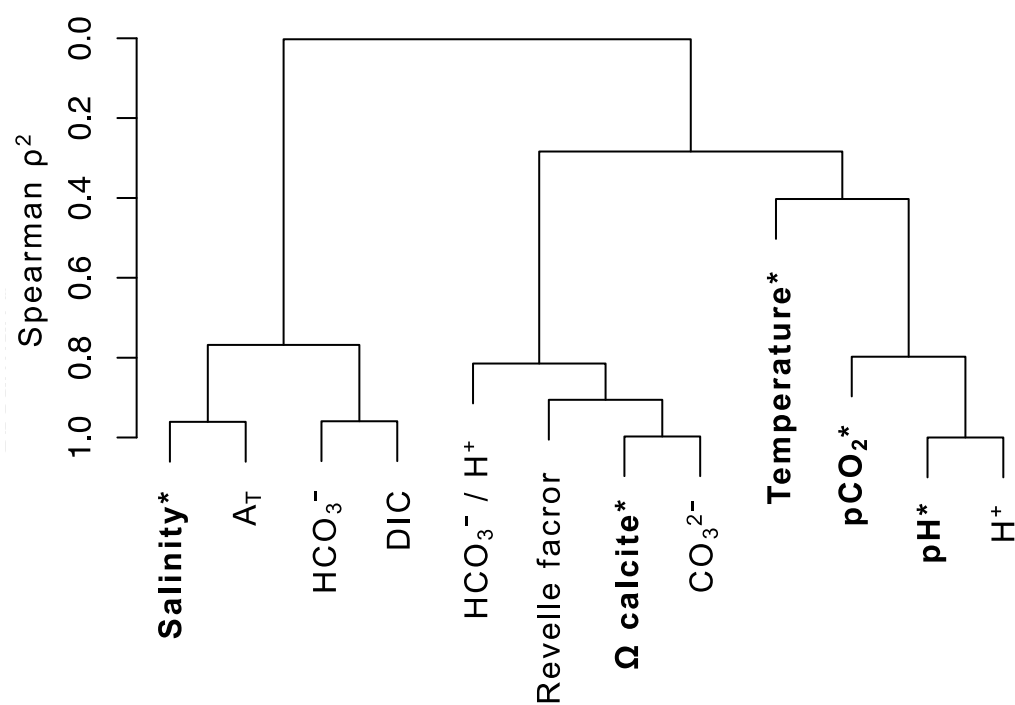 Spearman ρ²
0.0
0.2
0.4
0.6
0.8
1.0
Salinity*
A_T
HCO₃⁻
DIC
HCO₃⁻ / H⁺
Revelle facror
Ω calcite*
CO₃²⁻
Temperature*
pCO₂*
pH*
H⁺